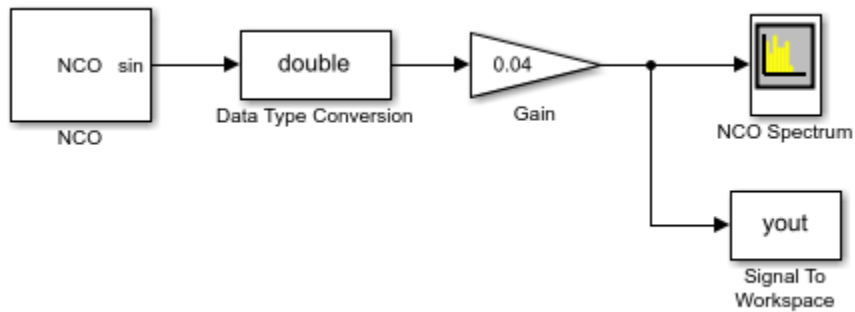 NCO sin
NCO
double
Data Type Conversion
0.04
Gain
NCO Spectrum
yout
Signal To
Workspace